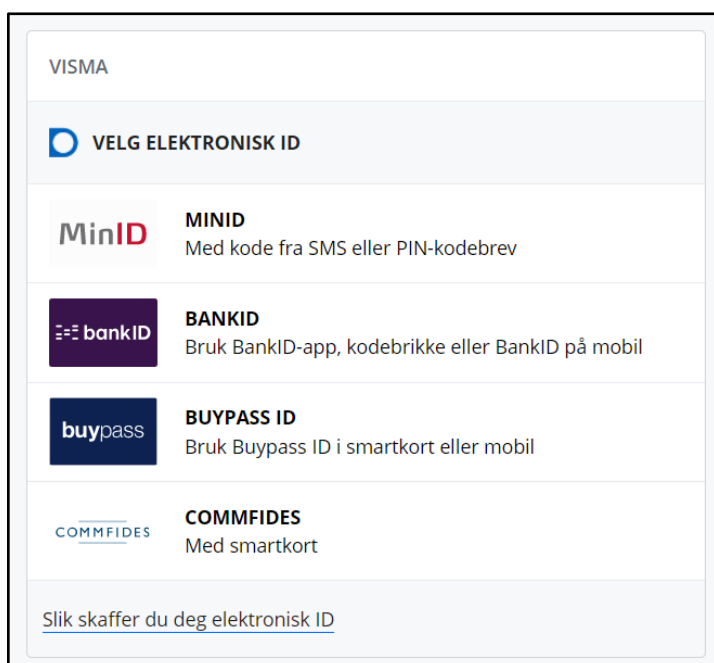 VISMA
VELG ELEKTRONISK ID
MinID
MINID
Med kode fra SMS eller PIN-kodebrev
bankID
BANKID
Bruk BankID-app, kodebrikke eller BankID på mobil
buypass
BUYPASS ID
Bruk Buypass ID i smartkort eller mobil
COMMFIDES
COMMFIDES
Med smartkort
Slik skaffer du deg elektronisk ID